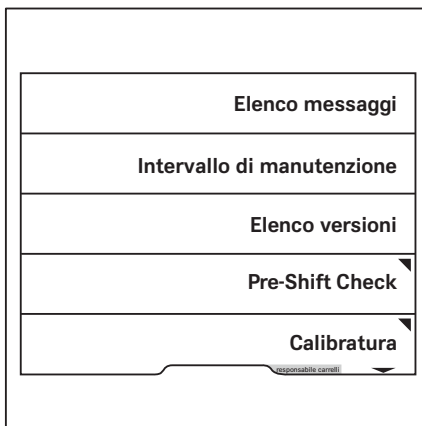 Elenco messaggi
Intervallo di manutenzione
Elenco versioni
Pre-Shift Check
Calibratura
responsabile carrelli